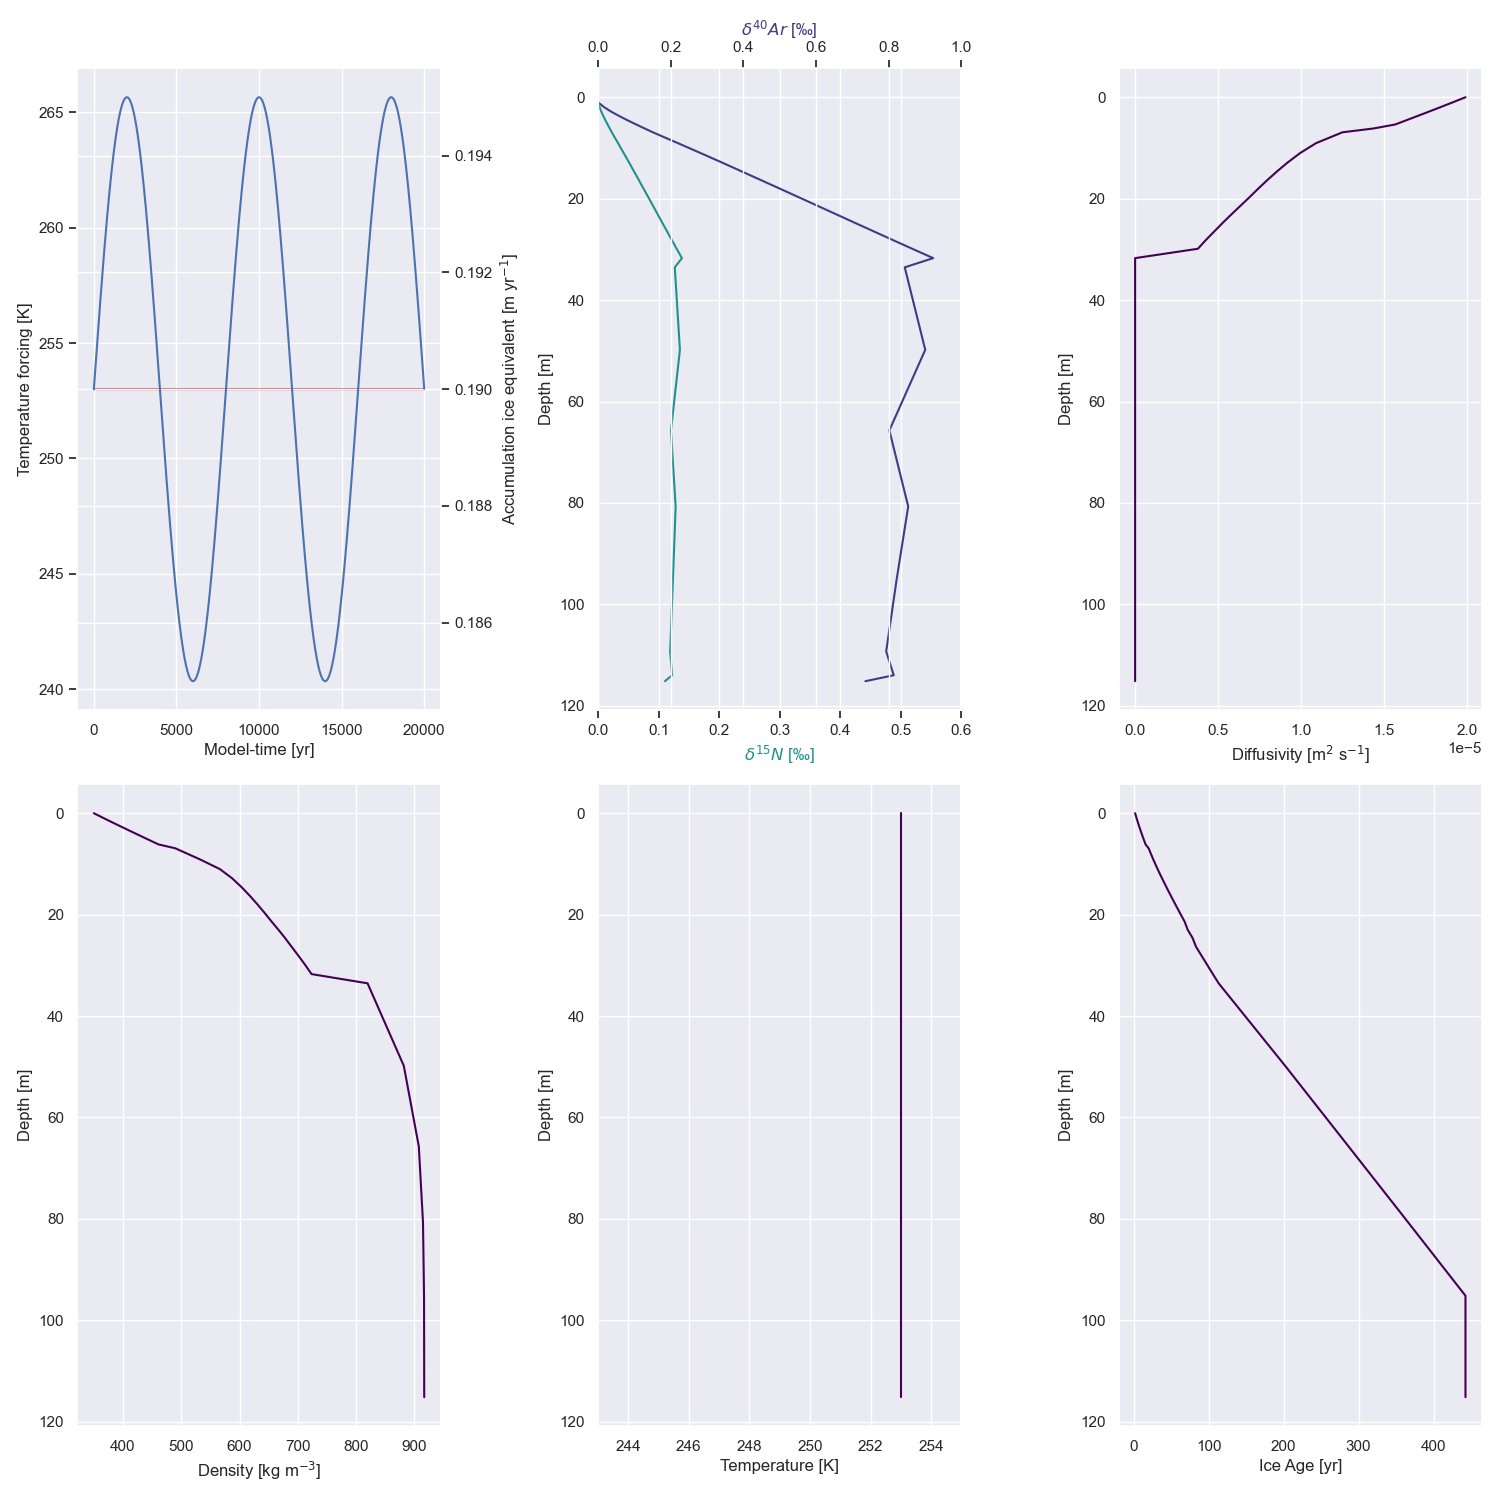 δ⁴⁰Ar [‰]
0.0 0.2 0.4 0.6 0.8 1.0
Temperature forcing [K]
265
260
255
250
245
240
0 5000 10000 15000 20000
Model-time [yr]
Accumulation ice equivalent [m yr⁻¹]
0.194
0.192
0.190
0.188
0.186
Depth [m]
0
20
40
60
80
100
120
0.0 0.1 0.2 0.3 0.4 0.5 0.6
δ¹⁵N [‰]
Depth [m]
0
20
40
60
80
100
120
0.0 0.5 1.0 1.5 2.0
1e−5
Diffusivity [m² s⁻¹]
Depth [m]
0
20
40
60
80
100
120
400 500 600 700 800 900
Density [kg m⁻³]
Depth [m]
0
20
40
60
80
100
120
244 246 248 250 252 254
Temperature [K]
Depth [m]
0
20
40
60
80
100
120
0 100 200 300 400
Ice Age [yr]